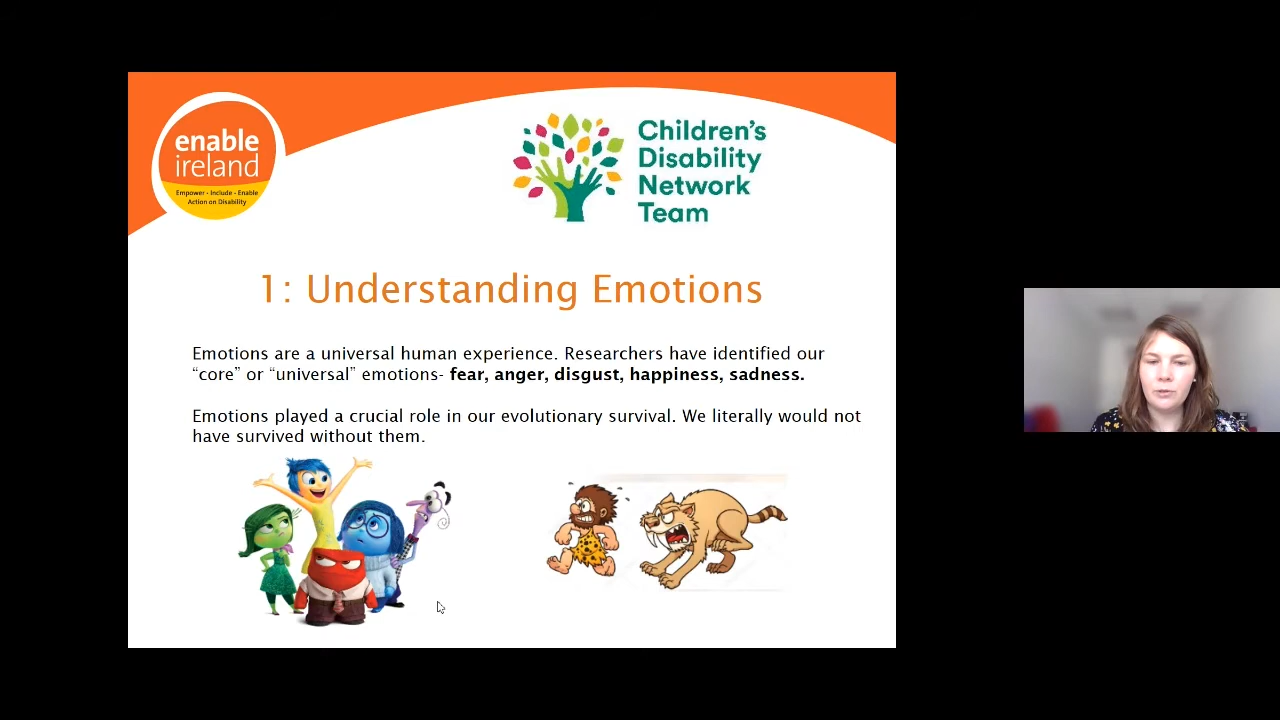 enable
ireland
Empower - Include - Enable
Action on Disability
Children's
Disability
Network
Team
1: Understanding Emotions
Emotions are a universal human experience. Researchers have identified our
“core” or “universal” emotions- fear, anger, disgust, happiness, sadness.
Emotions played a crucial role in our evolutionary survival. We literally would not
have survived without them.